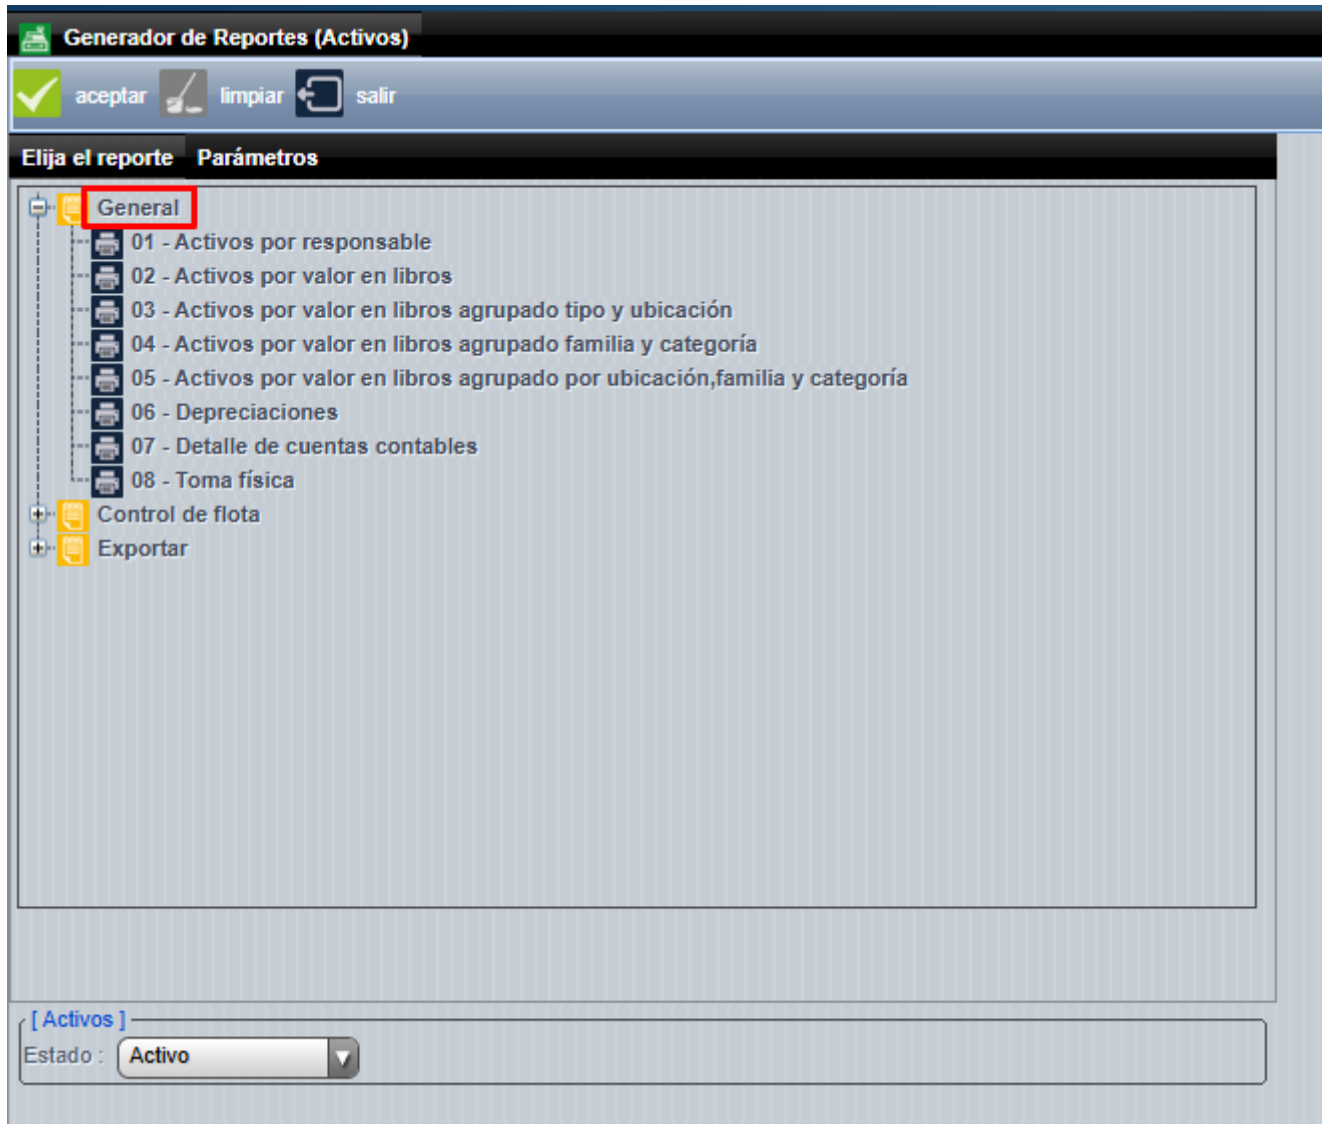 Generador de Reportes (Activos)
aceptar limpiar salir
Elija el reporte Parámetros
General
01 - Activos por responsable
02 - Activos por valor en libros
03 - Activos por valor en libros agrupado tipo y ubicación
04 - Activos por valor en libros agrupado familia y categoría
05 - Activos por valor en libros agrupado por ubicación,familia y categoría
06 - Depreciaciones
07 - Detalle de cuentas contables
08 - Toma física
Control de flota
Exportar
[ Activos ]
Estado : Activo